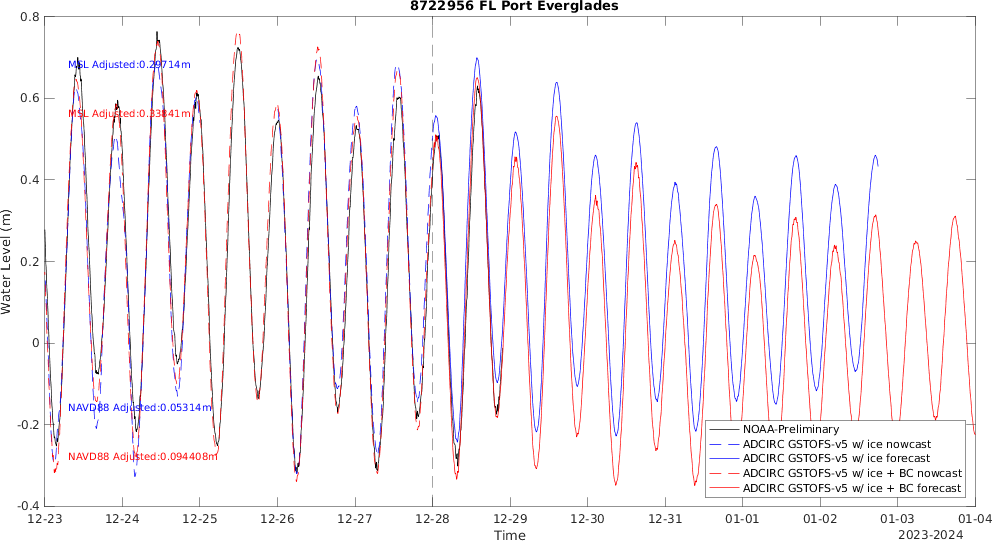 8722956 FL Port Everglades
0.8
0.6
0.4
0.2
0
-0.2
-0.4
Water Level (m)
MSL Adjusted:0.29714m
MSL Adjusted:0.33841m
NAVD88 Adjusted:0.05314m
NAVD88 Adjusted:0.094408m
NOAA-Preliminary
ADCIRC GSTOFS-v5 w/ ice nowcast
ADCIRC GSTOFS-v5 w/ ice forecast
ADCIRC GSTOFS-v5 w/ ice + BC nowcast
ADCIRC GSTOFS-v5 w/ ice + BC forecast
12-23 12-24 12-25 12-26 12-27 12-28 12-29 12-30 12-31 01-01 01-02 01-03 01-04
Time
2023-2024